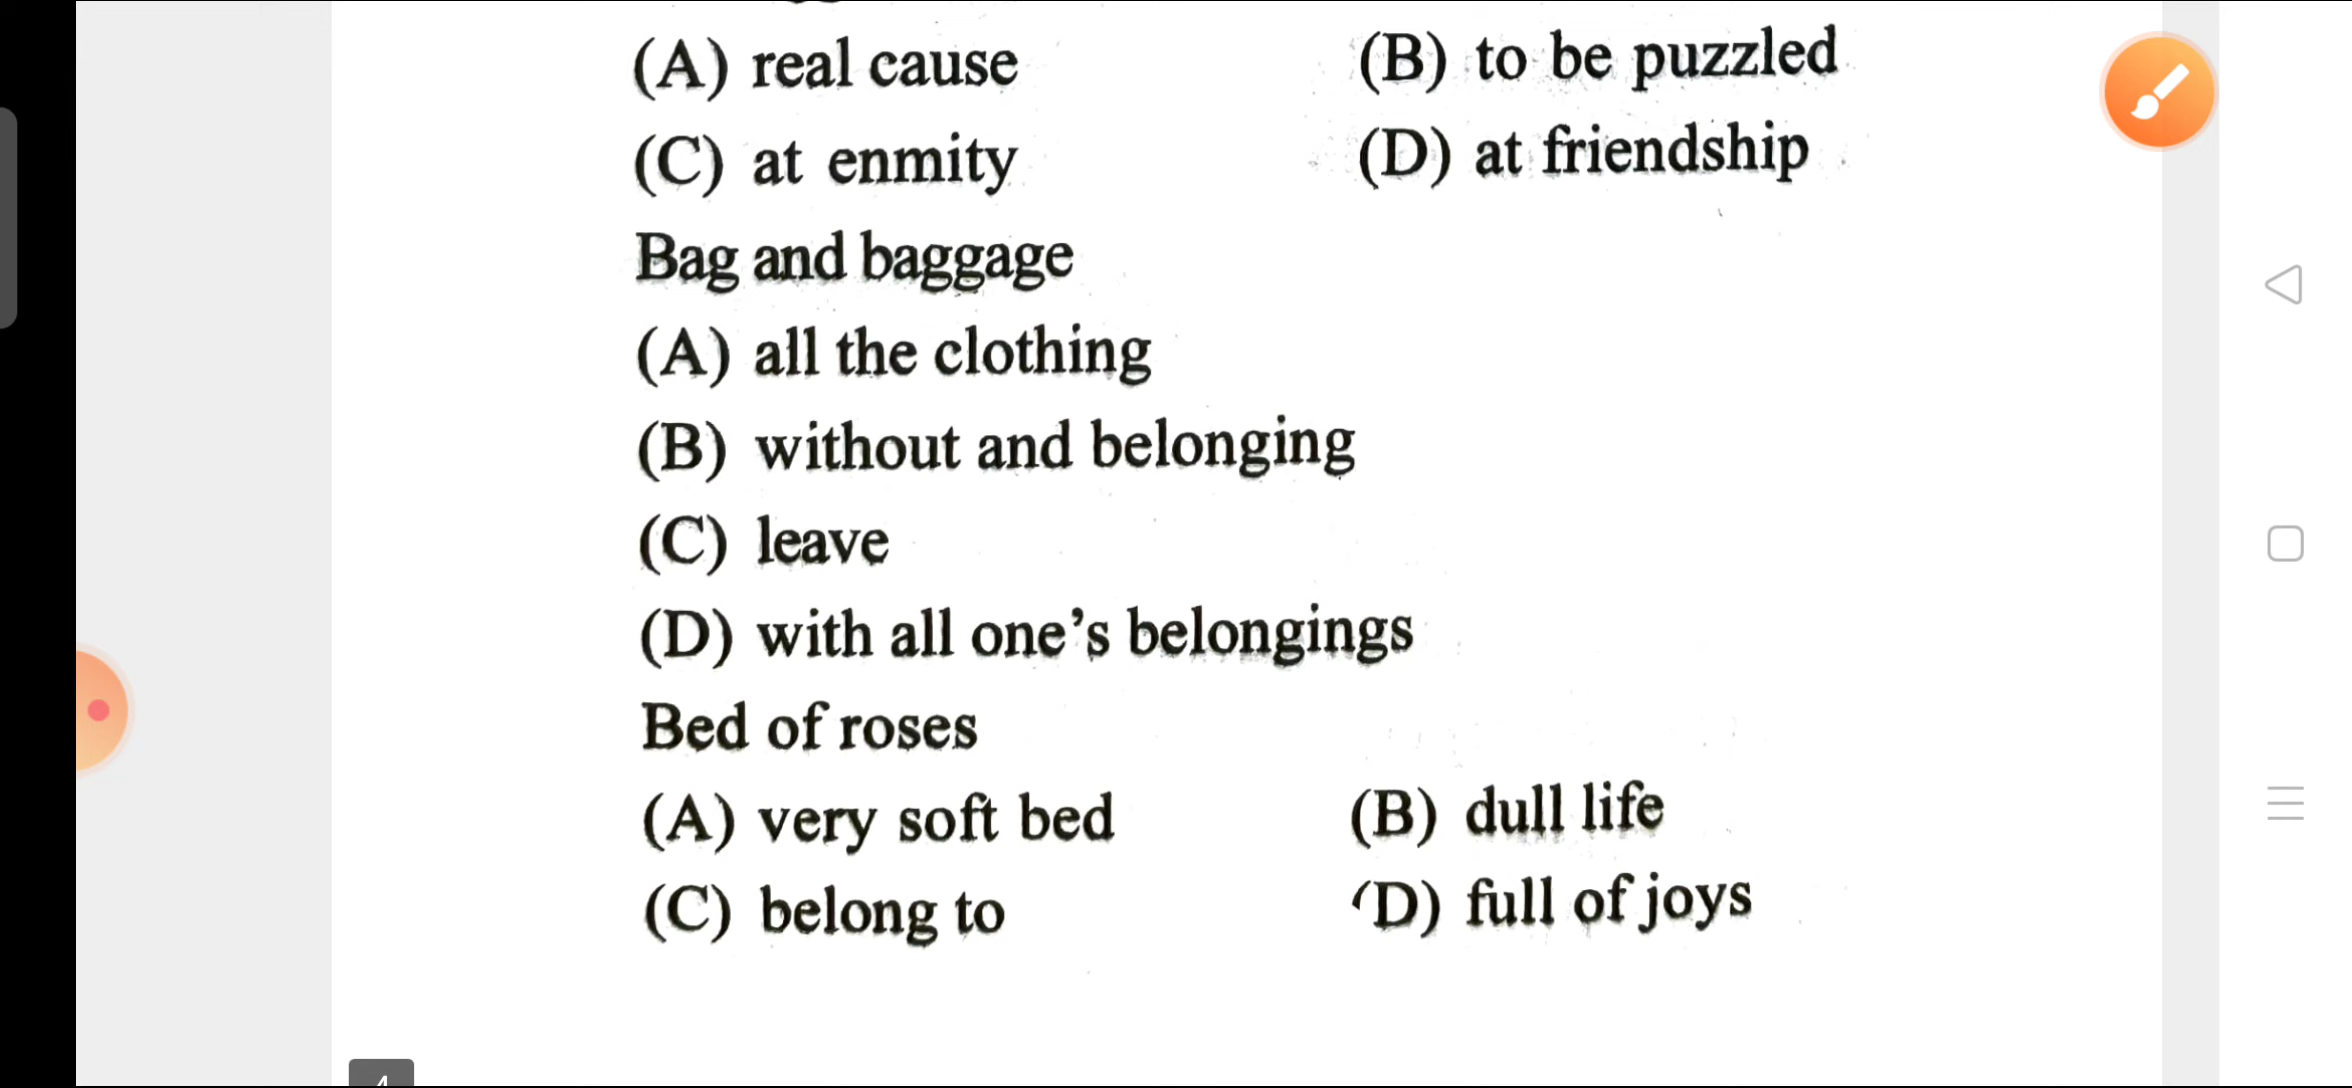 (A) real cause (B) to be puzzled
(C) at enmity (D) at friendship
Bag and baggage
(A) all the clothing
(B) without and belonging
(C) leave
(D) with all one's belongings
Bed of roses
(A) very soft bed (B) dull life
(C) belong to (D) full of joys